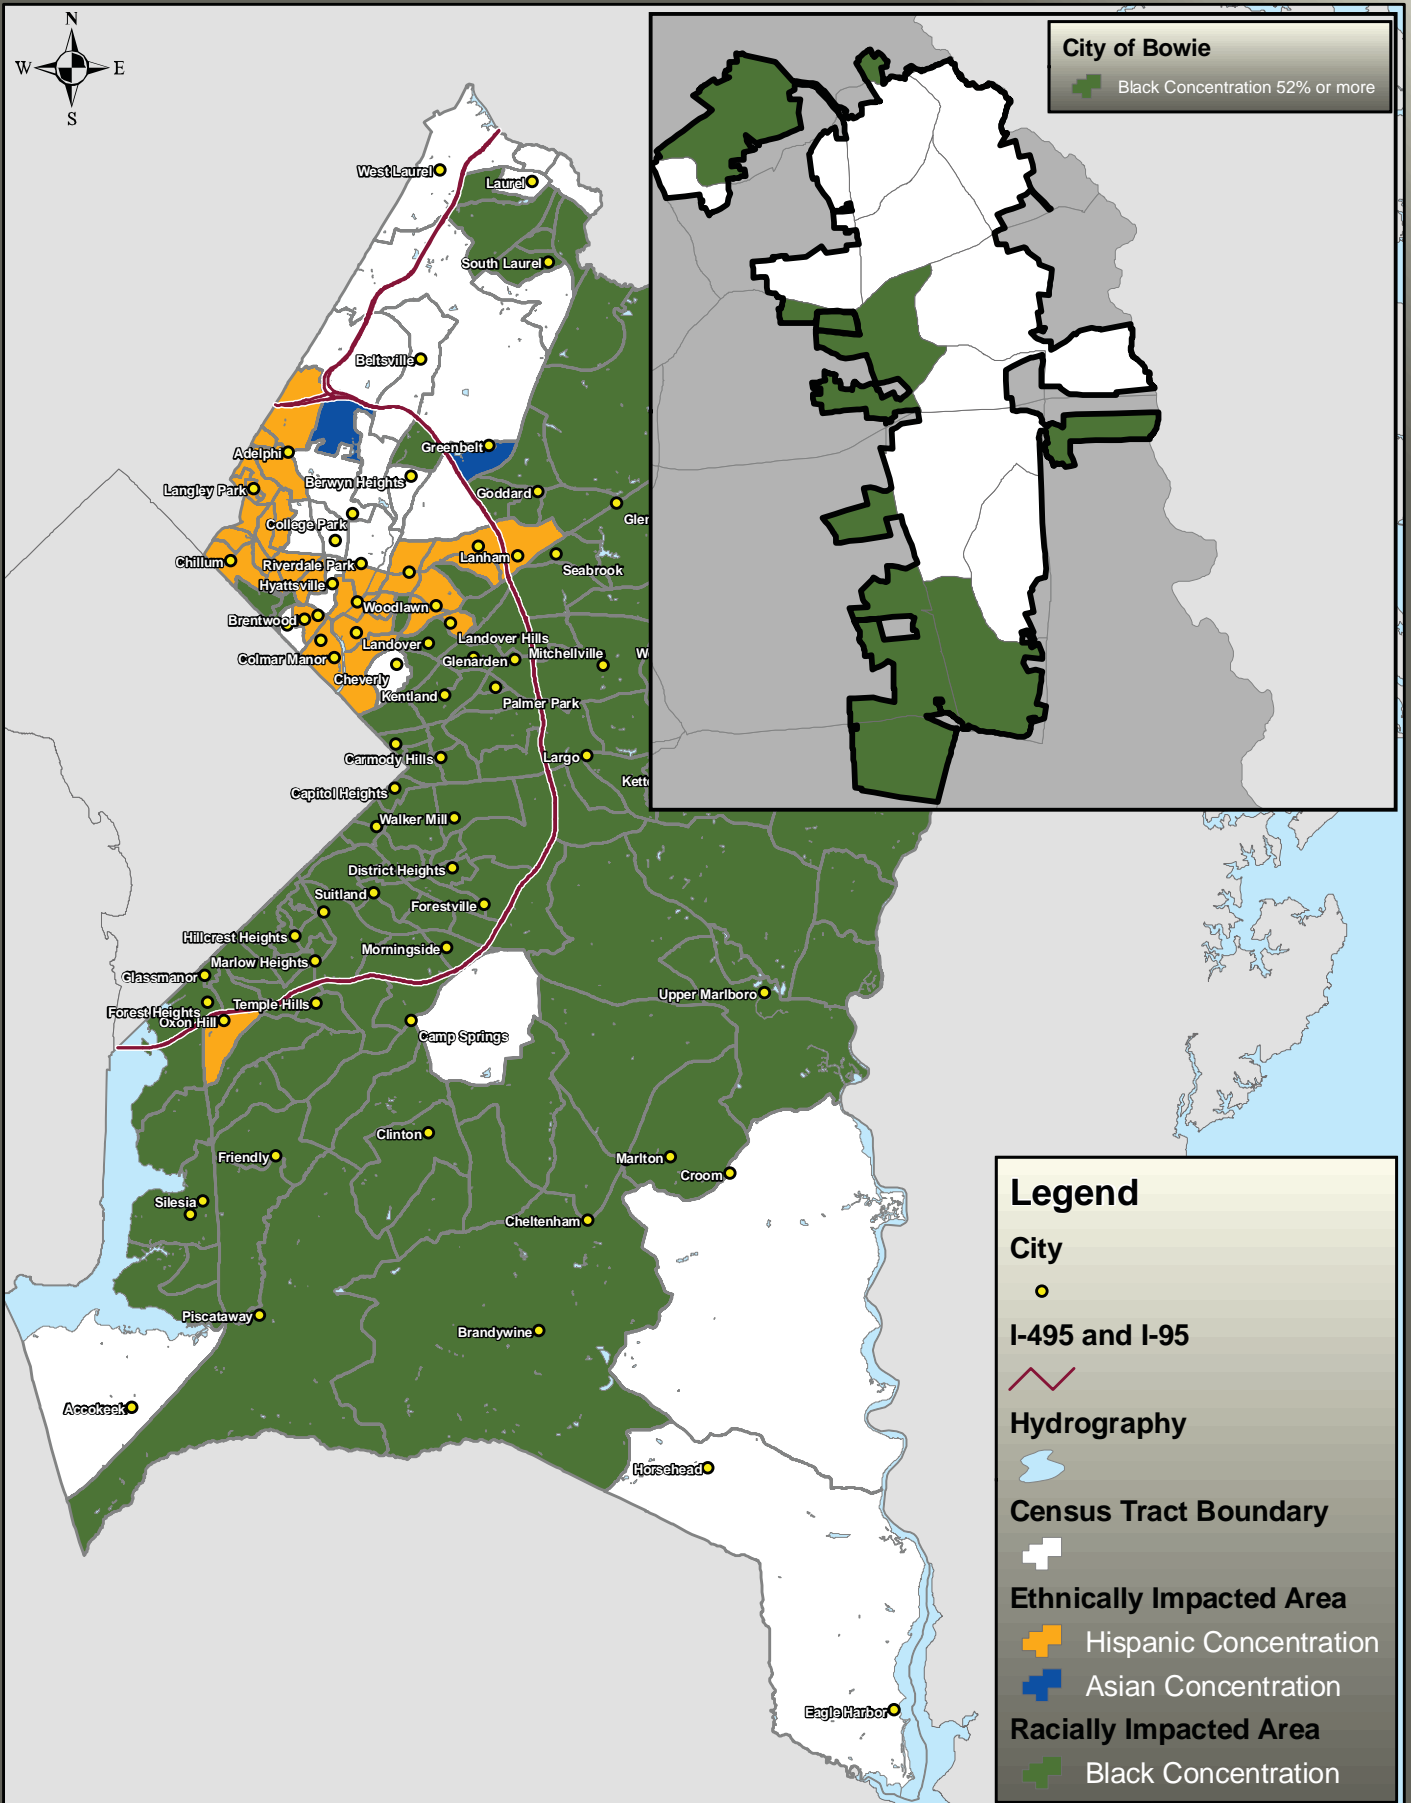 N
W E
S
City of Bowie
Black Concentration 52% or more
West Laurel
Laurel
South Laurel
Beltsville
Greenbelt
Adelphi
Berwyn Heights
Langley Park
Goddard
College Park
Glen
Chillum
Riverdale Park
Lanham
Seabrook
Hyattsville
Woodlawn
Brentwood
Landover
Landover Hills
Colmar Manor
Glenarden
Mitchellville
W
Cheverly
Kentland
Palmer Park
Carmody Hills
Largo
Kett
Capitol Heights
Walker Mill
District Heights
Suitland
Forestville
Hillcrest Heights
Morningside
Marlow Heights
Glassmanor
Upper Marlboro
Forest Heights
Temple Hills
Oxon Hill
Camp Springs
Clinton
Friendly
Marlton
Croom
Silesia
Cheltenham
Piscataway
Brandywine
Accokeek
Horsehead
Eagle Harbor
Legend
City
I-495 and I-95
Hydrography
Census Tract Boundary
Ethnically Impacted Area
Hispanic Concentration
Asian Concentration
Racially Impacted Area
Black Concentration